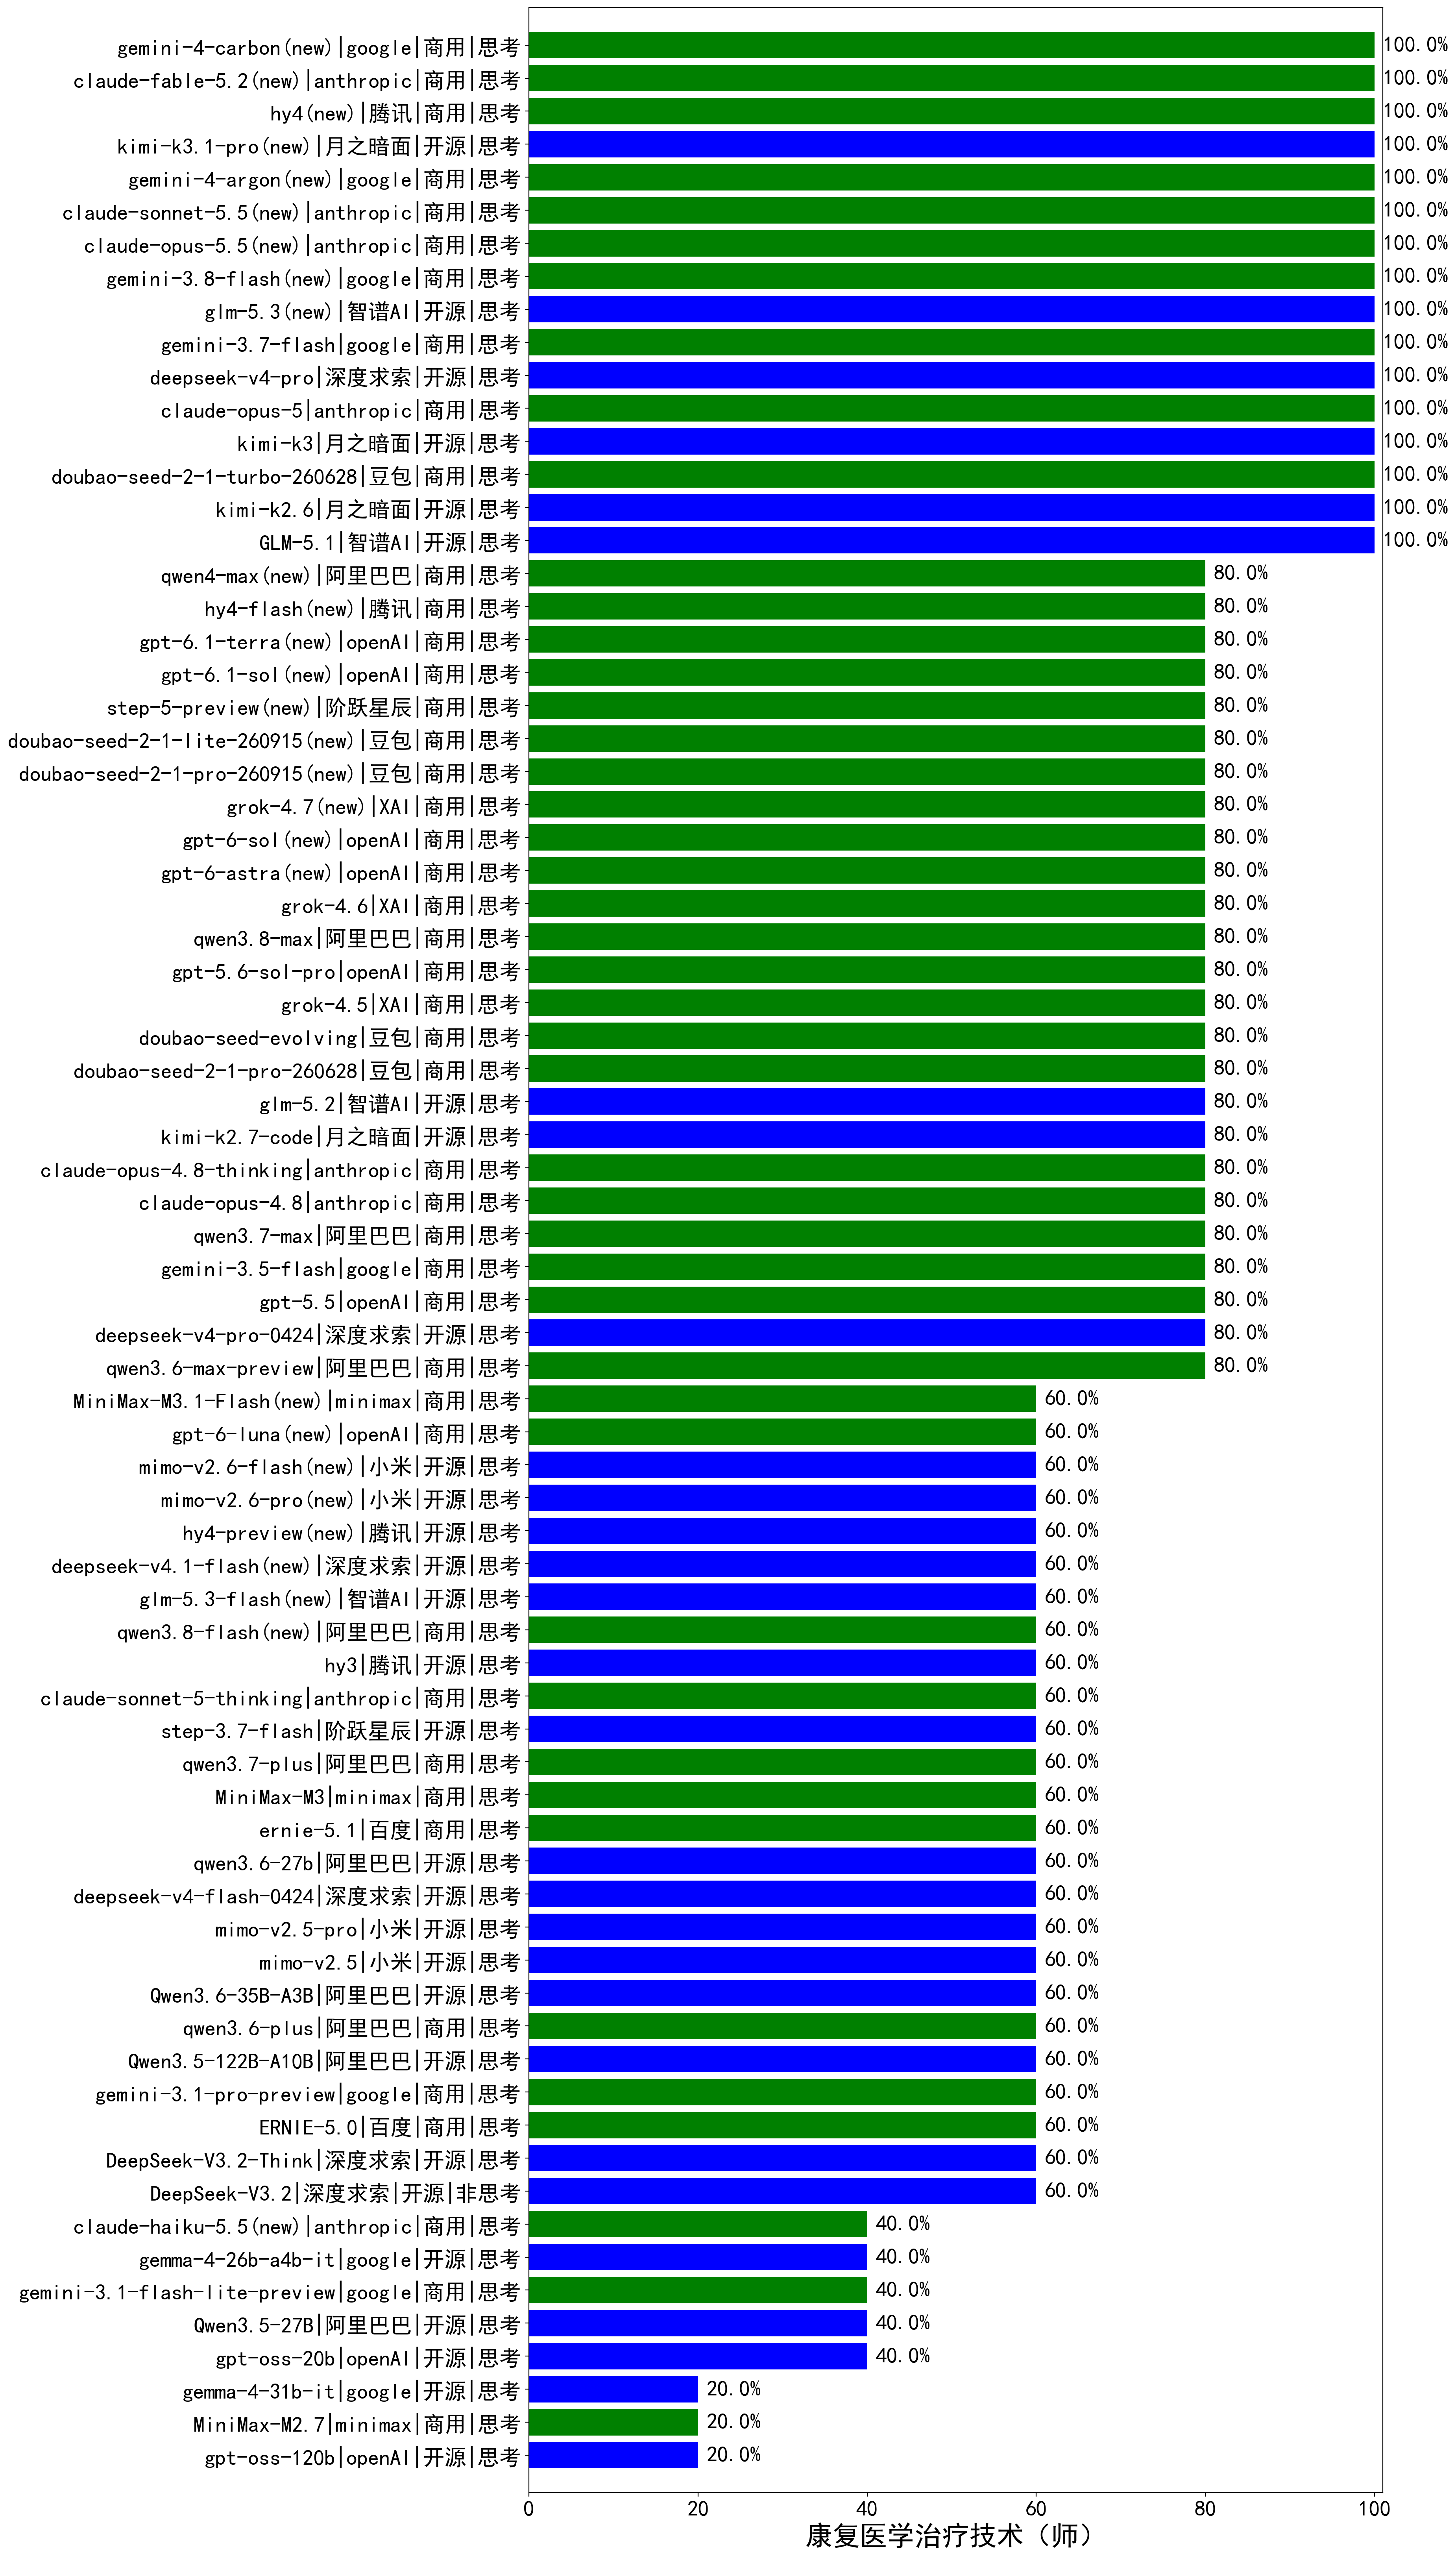 gemini-4-carbon(new)|google|商用|思考 100.0%
claude-fable-5.2(new)|anthropic|商用|思考 100.0%
hy4(new)|腾讯|商用|思考 100.0%
kimi-k3.1-pro(new)|月之暗面|开源|思考 100.0%
gemini-4-argon(new)|google|商用|思考 100.0%
claude-sonnet-5.5(new)|anthropic|商用|思考 100.0%
claude-opus-5.5(new)|anthropic|商用|思考 100.0%
gemini-3.8-flash(new)|google|商用|思考 100.0%
glm-5.3(new)|智谱AI|开源|思考 100.0%
gemini-3.7-flash|google|商用|思考 100.0%
deepseek-v4-pro|深度求索|开源|思考 100.0%
claude-opus-5|anthropic|商用|思考 100.0%
kimi-k3|月之暗面|开源|思考 100.0%
doubao-seed-2-1-turbo-260628|豆包|商用|思考 100.0%
kimi-k2.6|月之暗面|开源|思考 100.0%
GLM-5.1|智谱AI|开源|思考 100.0%
qwen4-max(new)|阿里巴巴|商用|思考 80.0%
hy4-flash(new)|腾讯|商用|思考 80.0%
gpt-6.1-terra(new)|openAI|商用|思考 80.0%
gpt-6.1-sol(new)|openAI|商用|思考 80.0%
step-5-preview(new)|阶跃星辰|商用|思考 80.0%
doubao-seed-2-1-lite-260915(new)|豆包|商用|思考 80.0%
doubao-seed-2-1-pro-260915(new)|豆包|商用|思考 80.0%
grok-4.7(new)|XAI|商用|思考 80.0%
gpt-6-sol(new)|openAI|商用|思考 80.0%
gpt-6-astra(new)|openAI|商用|思考 80.0%
grok-4.6|XAI|商用|思考 80.0%
qwen3.8-max|阿里巴巴|商用|思考 80.0%
gpt-5.6-sol-pro|openAI|商用|思考 80.0%
grok-4.5|XAI|商用|思考 80.0%
doubao-seed-evolving|豆包|商用|思考 80.0%
doubao-seed-2-1-pro-260628|豆包|商用|思考 80.0%
glm-5.2|智谱AI|开源|思考 80.0%
kimi-k2.7-code|月之暗面|开源|思考 80.0%
claude-opus-4.8-thinking|anthropic|商用|思考 80.0%
claude-opus-4.8|anthropic|商用|思考 80.0%
qwen3.7-max|阿里巴巴|商用|思考 80.0%
gemini-3.5-flash|google|商用|思考 80.0%
gpt-5.5|openAI|商用|思考 80.0%
deepseek-v4-pro-0424|深度求索|开源|思考 80.0%
qwen3.6-max-preview|阿里巴巴|商用|思考 80.0%
MiniMax-M3.1-Flash(new)|minimax|商用|思考 60.0%
gpt-6-luna(new)|openAI|商用|思考 60.0%
mimo-v2.6-flash(new)|小米|开源|思考 60.0%
mimo-v2.6-pro(new)|小米|开源|思考 60.0%
hy4-preview(new)|腾讯|开源|思考 60.0%
deepseek-v4.1-flash(new)|深度求索|开源|思考 60.0%
glm-5.3-flash(new)|智谱AI|开源|思考 60.0%
qwen3.8-flash(new)|阿里巴巴|商用|思考 60.0%
hy3|腾讯|开源|思考 60.0%
claude-sonnet-5-thinking|anthropic|商用|思考 60.0%
step-3.7-flash|阶跃星辰|开源|思考 60.0%
qwen3.7-plus|阿里巴巴|商用|思考 60.0%
MiniMax-M3|minimax|商用|思考 60.0%
ernie-5.1|百度|商用|思考 60.0%
qwen3.6-27b|阿里巴巴|开源|思考 60.0%
deepseek-v4-flash-0424|深度求索|开源|思考 60.0%
mimo-v2.5-pro|小米|开源|思考 60.0%
mimo-v2.5|小米|开源|思考 60.0%
Qwen3.6-35B-A3B|阿里巴巴|开源|思考 60.0%
qwen3.6-plus|阿里巴巴|商用|思考 60.0%
Qwen3.5-122B-A10B|阿里巴巴|开源|思考 60.0%
gemini-3.1-pro-preview|google|商用|思考 60.0%
ERNIE-5.0|百度|商用|思考 60.0%
DeepSeek-V3.2-Think|深度求索|开源|思考 60.0%
DeepSeek-V3.2|深度求索|开源|非思考 60.0%
claude-haiku-5.5(new)|anthropic|商用|思考 40.0%
gemma-4-26b-a4b-it|google|开源|思考 40.0%
gemini-3.1-flash-lite-preview|google|商用|思考 40.0%
Qwen3.5-27B|阿里巴巴|开源|思考 40.0%
gpt-oss-20b|openAI|开源|思考 40.0%
gemma-4-31b-it|google|开源|思考 20.0%
MiniMax-M2.7|minimax|商用|思考 20.0%
gpt-oss-120b|openAI|开源|思考 20.0%
0 20 40 60 80 100
康复医学治疗技术（师）